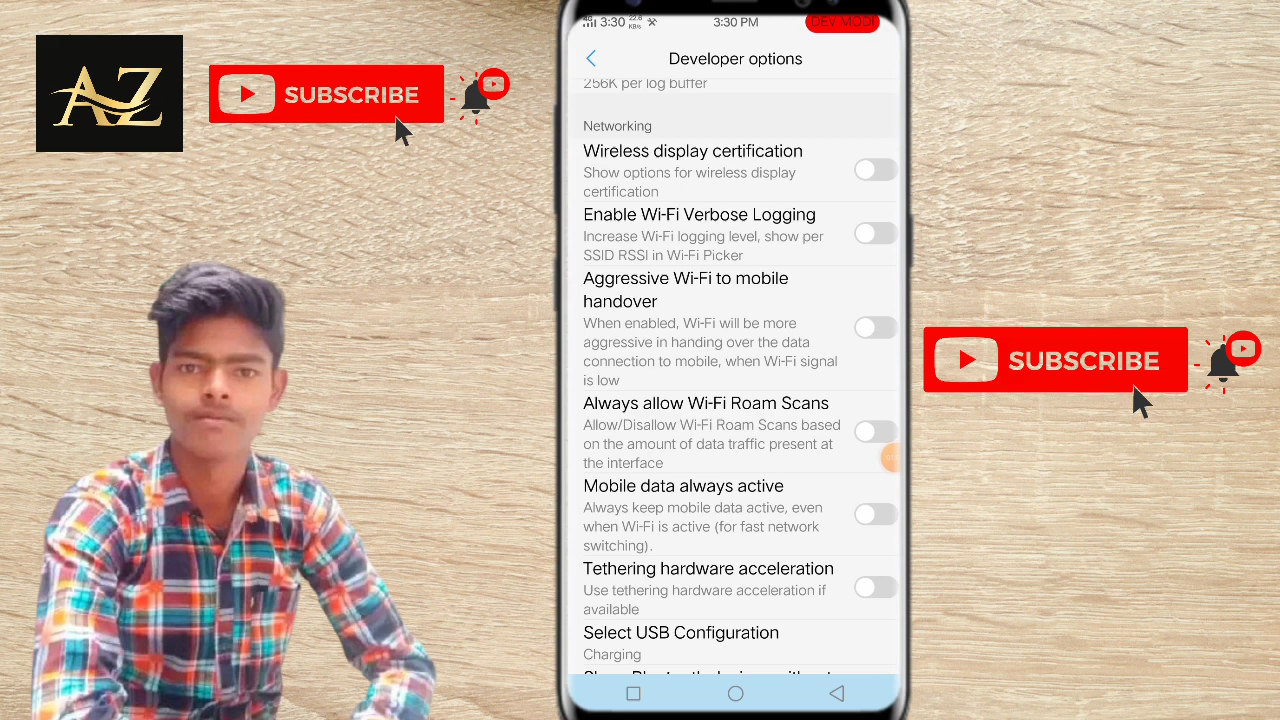 AZ
SUBSCRIBE
3:30 22.6 KB/s
3:30 PM
DEV MODI
Developer options
256K per log buffer
Networking
Wireless display certification
Show options for wireless display
certification
Enable Wi-Fi Verbose Logging
Increase Wi-Fi logging level, show per
SSID RSSI in Wi-Fi Picker
Aggressive Wi-Fi to mobile
handover
When enabled, Wi-Fi will be more
aggressive in handing over the data
connection to mobile, when Wi-Fi signal
is low
Always allow Wi-Fi Roam Scans
Allow/Disallow Wi-Fi Roam Scans based
on the amount of data traffic present at
the interface
Mobile data always active
Always keep mobile data active, even
when Wi-Fi is active (for fast network
switching).
Tethering hardware acceleration
Use tethering hardware acceleration if
available
Select USB Configuration
Charging
SUBSCRIBE